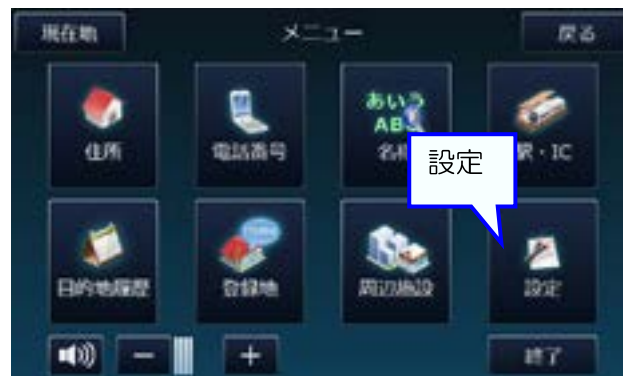 現在地
メニュー
戻る
住所
電話番号
あいう
AB
名
駅・IC
設定
目的地履歴
登録地
周辺施設
設定
終了